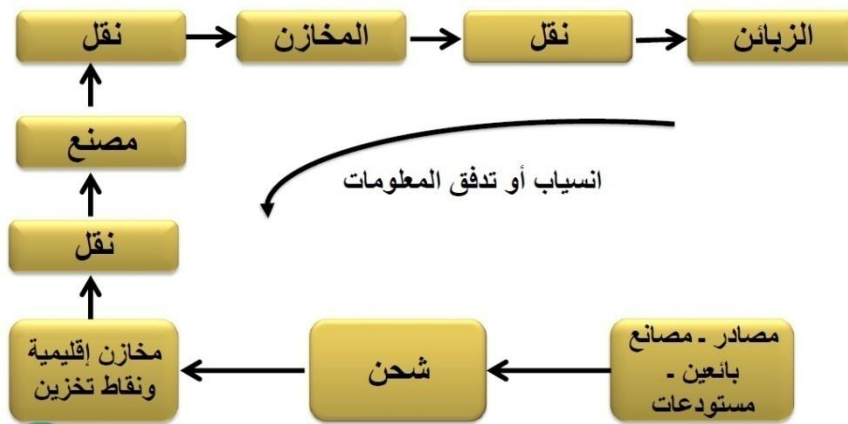 الزبائن
نقل
المخازن
نقل
مصنع
انسياب أو تدفق المعلومات
نقل
مصادر ـ مصانع
بائعين ـ
مستودعات
شحن
مخازن إقليمية
ونقاط تخزين